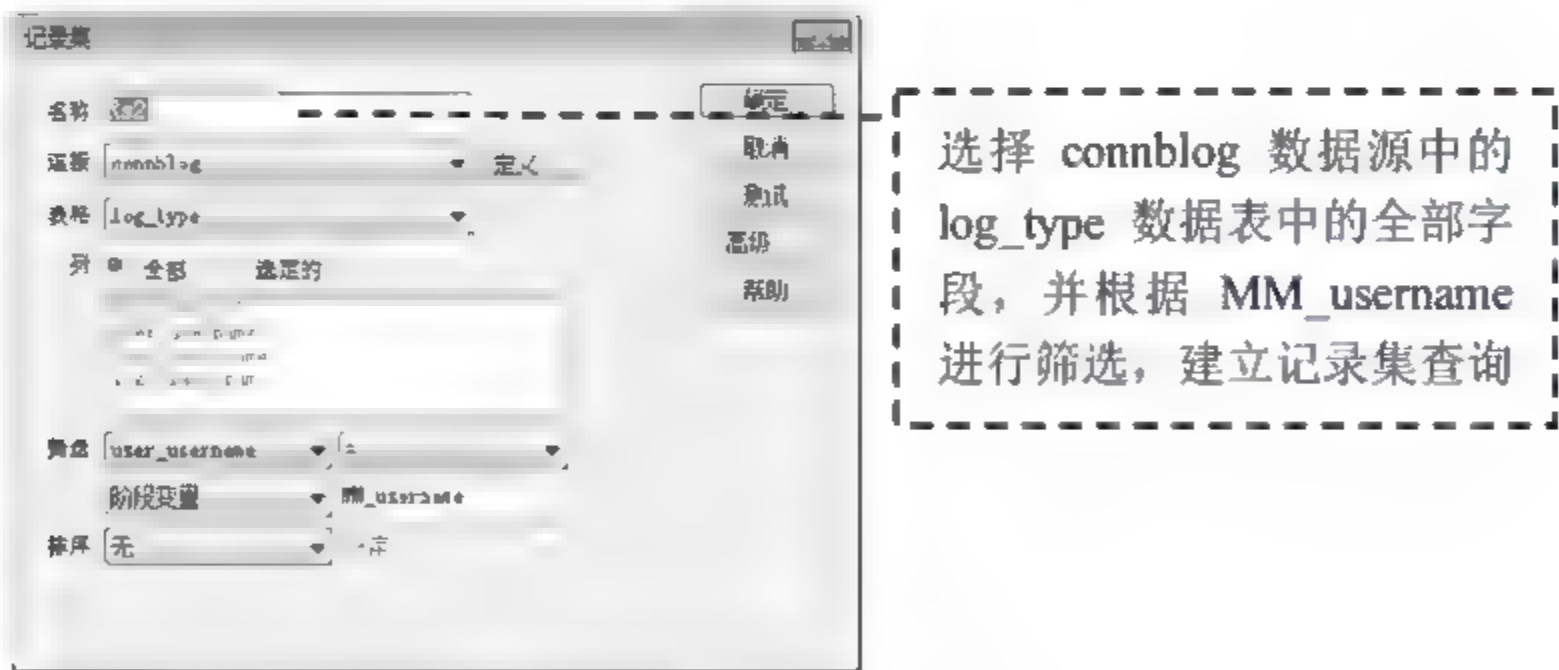 记录集
名称
确定
连接 connblog 定义
取消
表格 log_type
测试
列 全部 选定的
高级
帮助
筛选 user_username =
阶段变量 MM_username
排序 无
选择 connblog 数据源中的
log_type 数据表中的全部字
段，并根据 MM_username
进行筛选，建立记录集查询